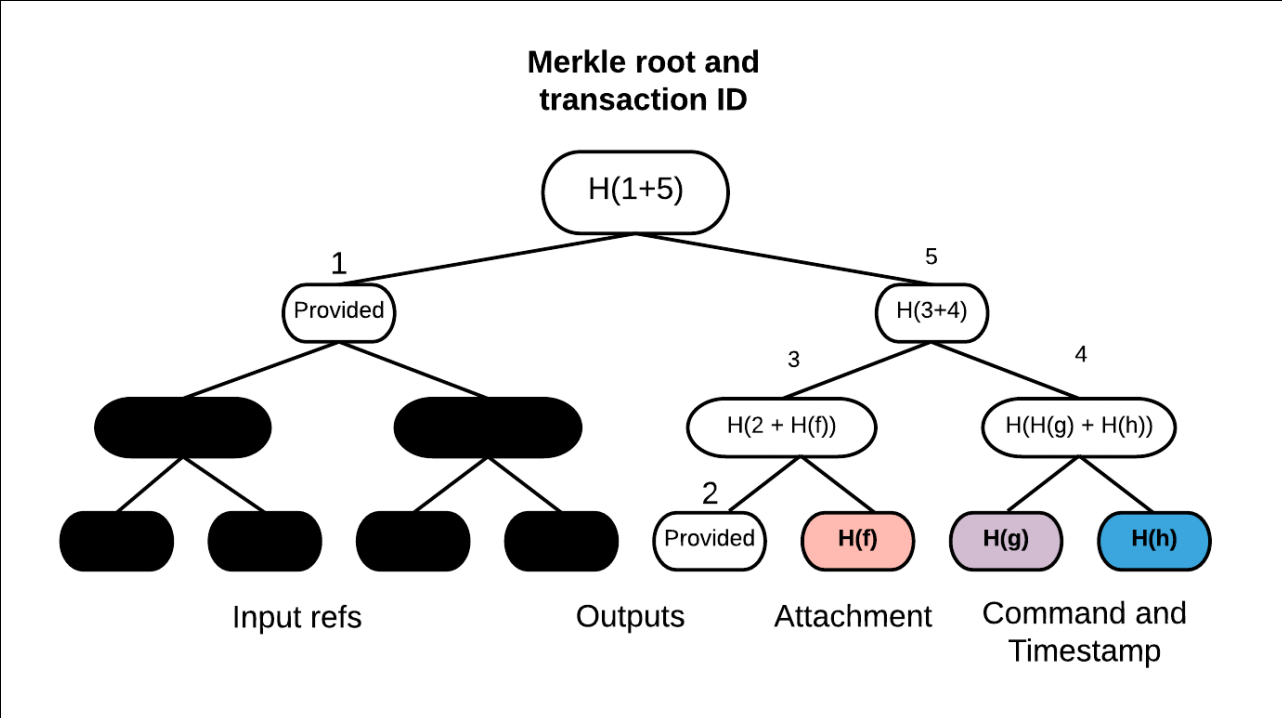 Merkle root and
transaction ID
H(1+5)
1
5
Provided
H(3+4)
3
4
H(2 + H(f))
H(H(g) + H(h))
2
Provided
H(f)
H(g)
H(h)
Input refs
Outputs
Attachment
Command and
Timestamp